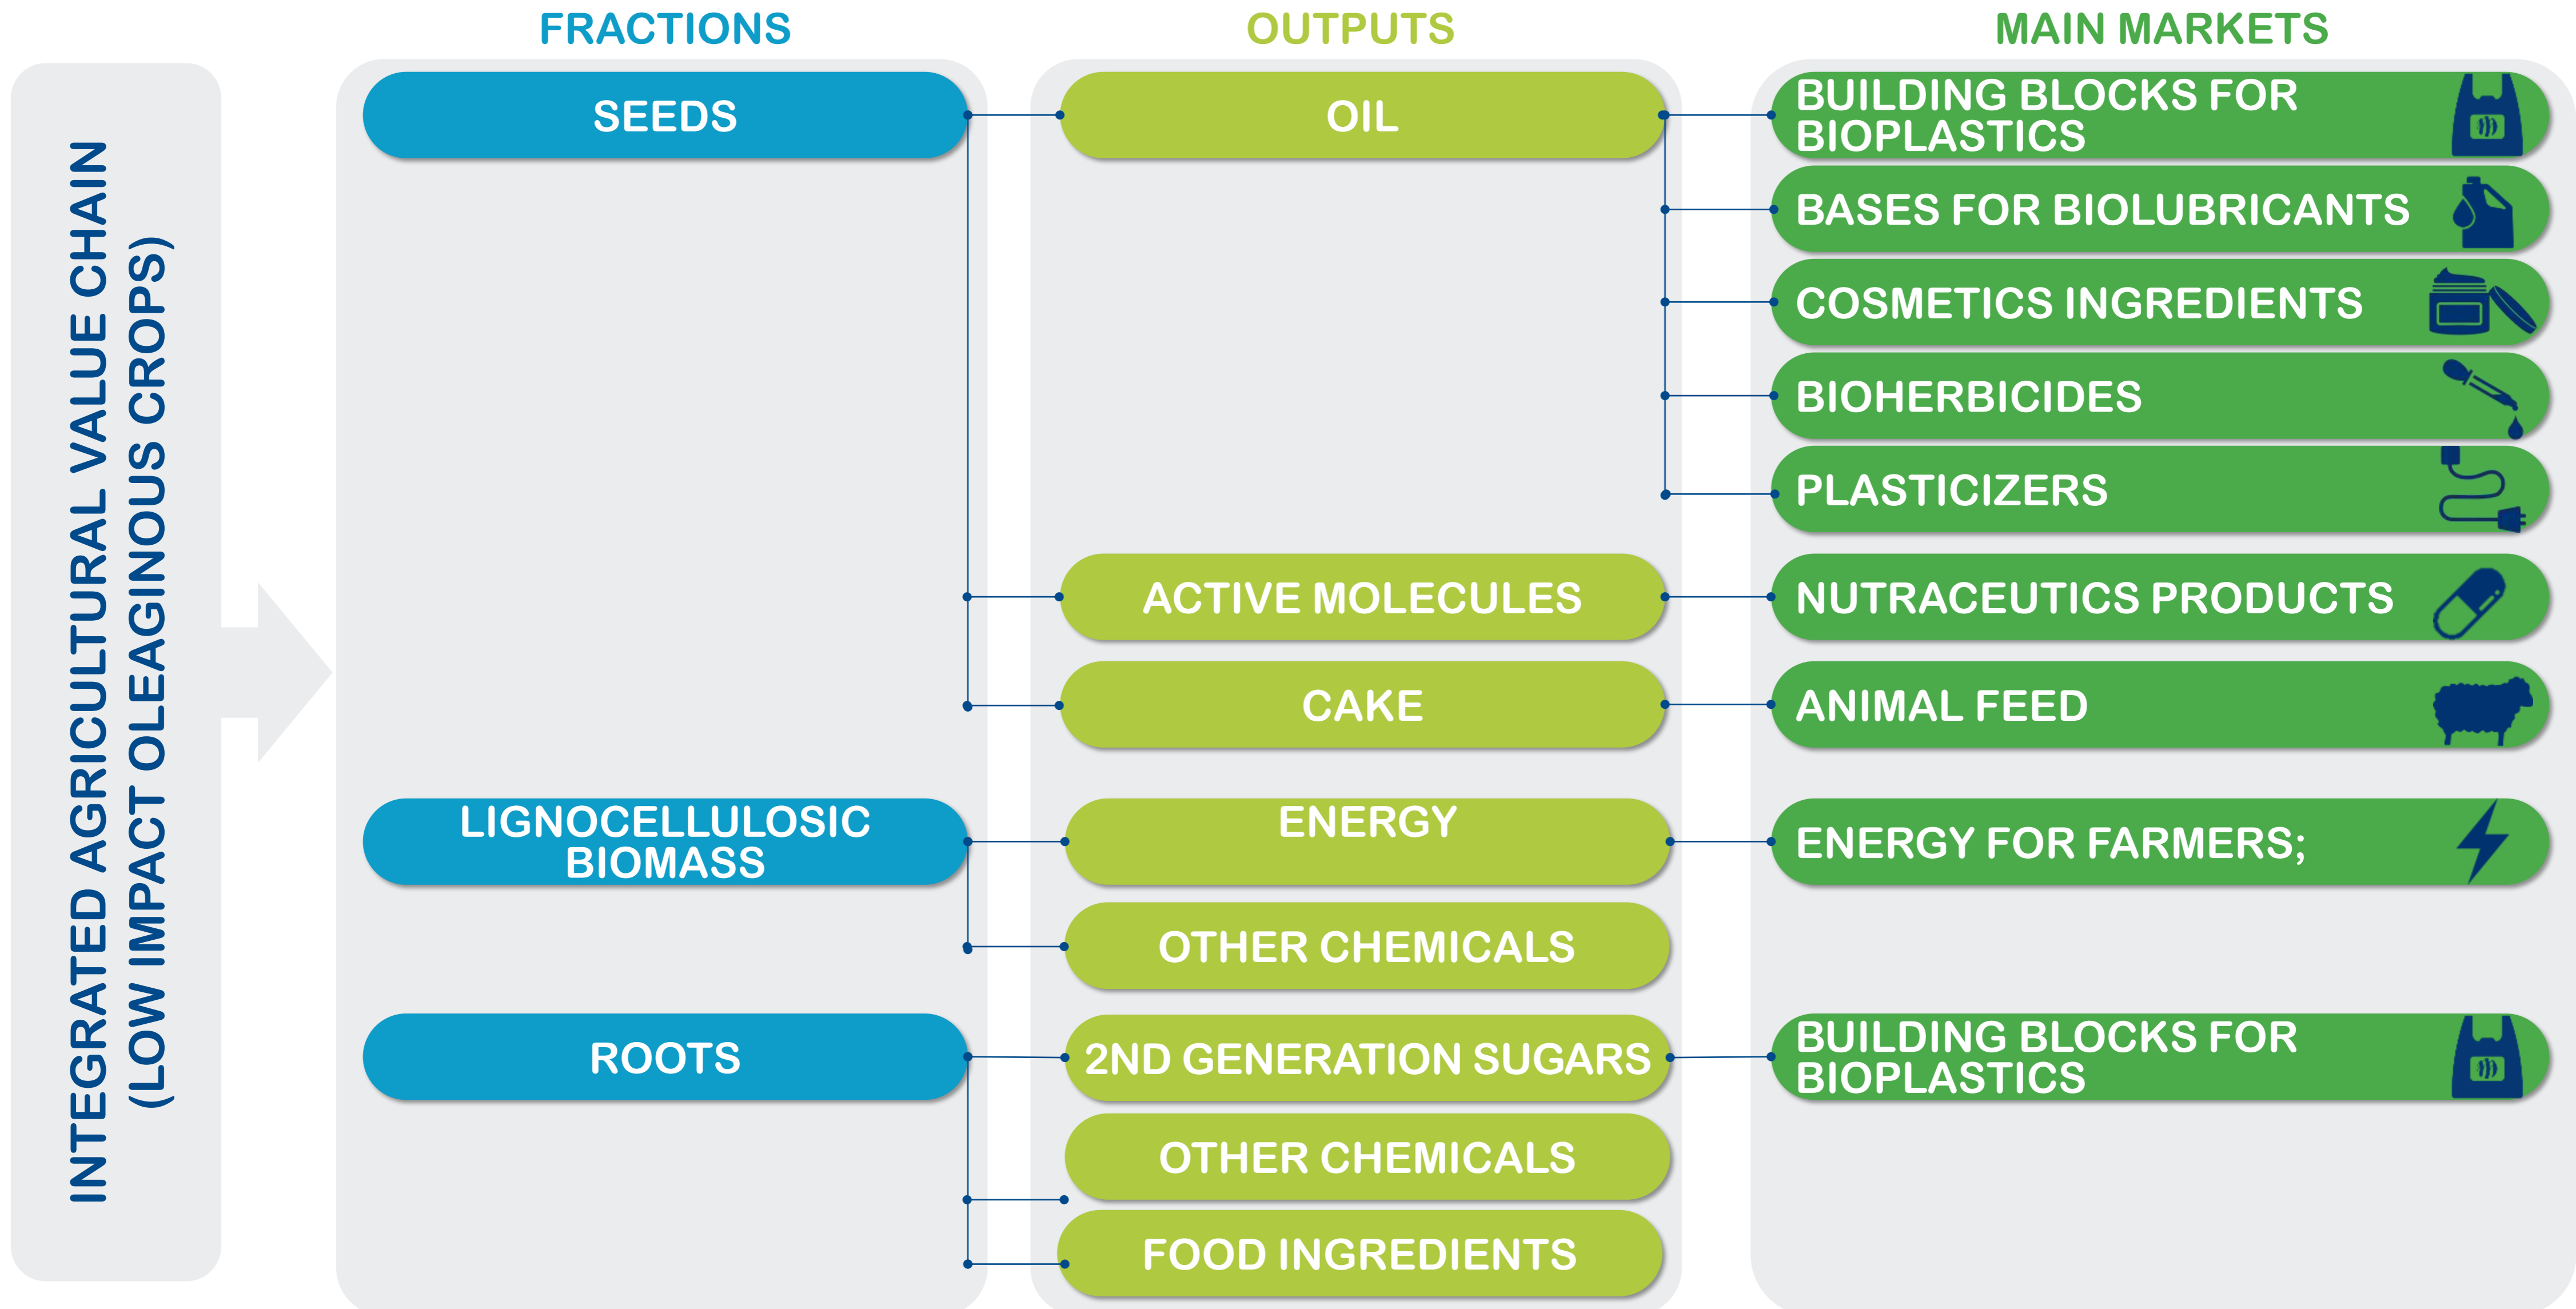 FRACTIONS
OUTPUTS
MAIN MARKETS
INTEGRATED AGRICULTURAL VALUE CHAIN
(LOW IMPACT OLEAGINOUS CROPS)
SEEDS
OIL
BUILDING BLOCKS FOR
BIOPLASTICS
BASES FOR BIOLUBRICANTS
COSMETICS INGREDIENTS
BIOHERBICIDES
PLASTICIZERS
ACTIVE MOLECULES
NUTRACEUTICS PRODUCTS
CAKE
ANIMAL FEED
LIGNOCELLULOSIC
BIOMASS
ENERGY
ENERGY FOR FARMERS;
OTHER CHEMICALS
ROOTS
2ND GENERATION SUGARS
BUILDING BLOCKS FOR
BIOPLASTICS
OTHER CHEMICALS
FOOD INGREDIENTS